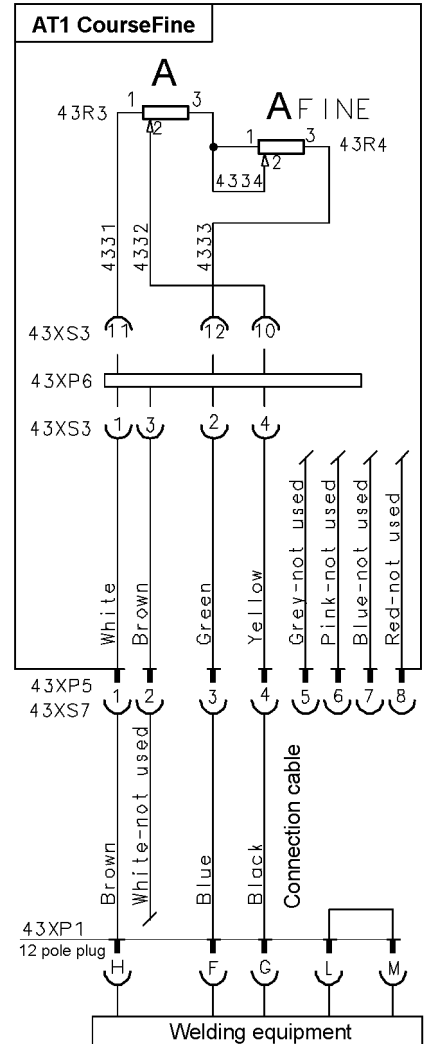 AT1 CourseFine
A
1 3
43R3
2
A FINE
1 3
43R4
2
4334
4331
4332
4333
43XS3 11 12 10
43XP6
43XS3 1 3 2 4
White
Brown
Green
Yellow
Grey-not used
Pink-not used
Blue-not used
Red-not used
43XP5
43XS7 1 2 3 4 5 6 7 8
Brown
White-not used
Blue
Black
Connection cable
43XP1
12 pole plug
H F G L M
Welding equipment